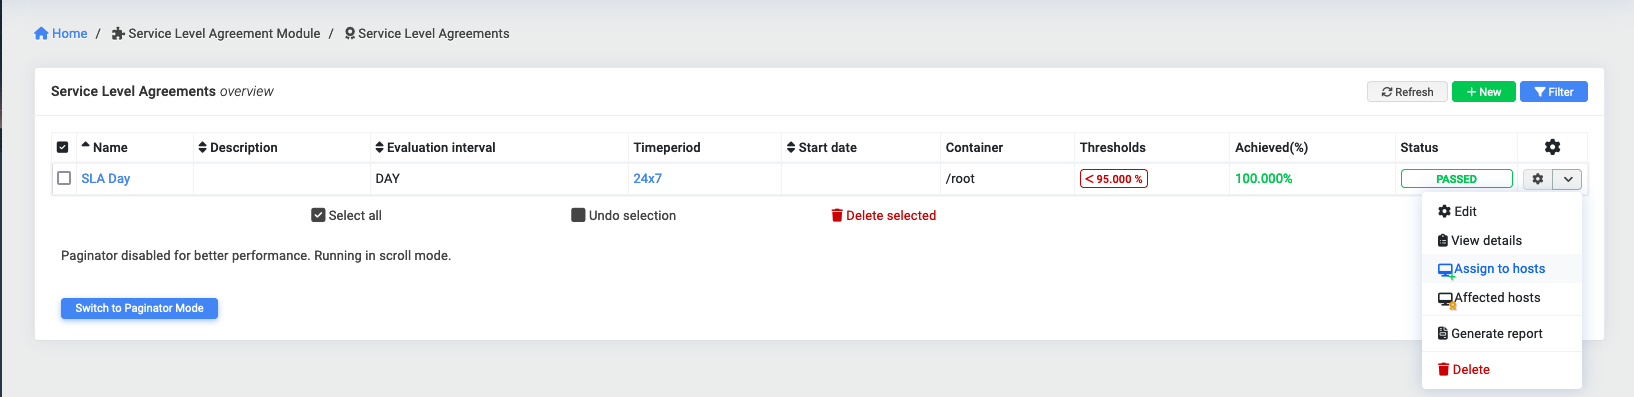 Home / Service Level Agreement Module / Service Level Agreements
Service Level Agreements overview
Refresh
New
Filter
Name Description Evaluation interval Timeperiod Start date Container Thresholds Achieved(%) Status
SLA Day DAY 24x7 /root < 95.000 % 100.000% PASSED
Select all Undo selection Delete selected
Paginator disabled for better performance. Running in scroll mode.
Switch to Paginator Mode
Edit
View details
Assign to hosts
Affected hosts
Generate report
Delete